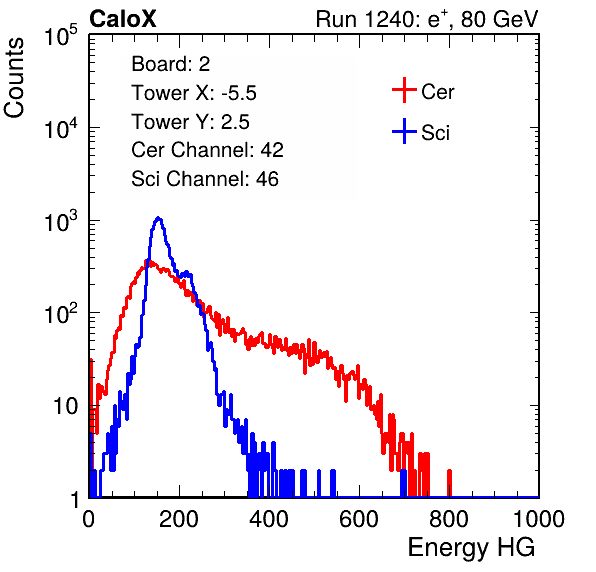 CaloX Run 1240: e⁺, 80 GeV
Counts
Board: 2
Tower X: -5.5
Tower Y: 2.5
Cer Channel: 42
Sci Channel: 46
Cer
Sci
10⁵
10⁴
10³
10²
10
1
0 200 400 600 800 1000
Energy HG